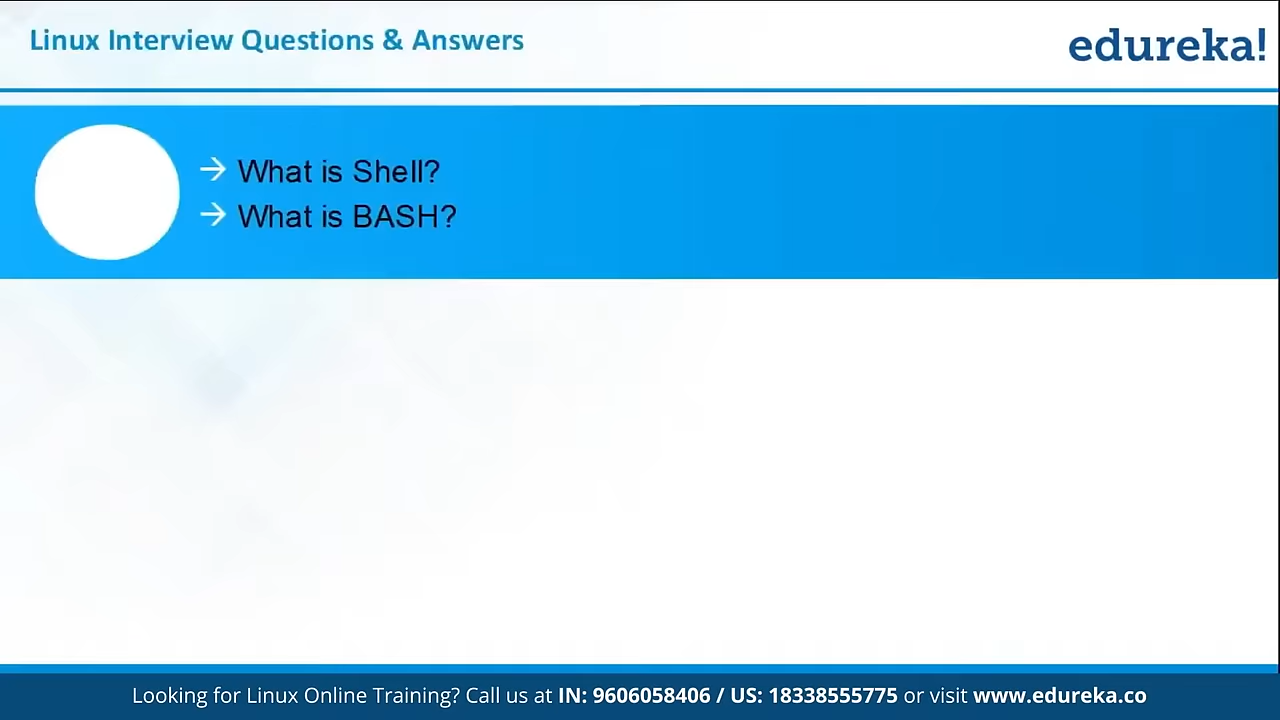 Linux Interview Questions & Answers
edureka!
→ What is Shell?
→ What is BASH?
Looking for Linux Online Training? Call us at IN: 9606058406 / US: 18338555775 or visit www.edureka.co